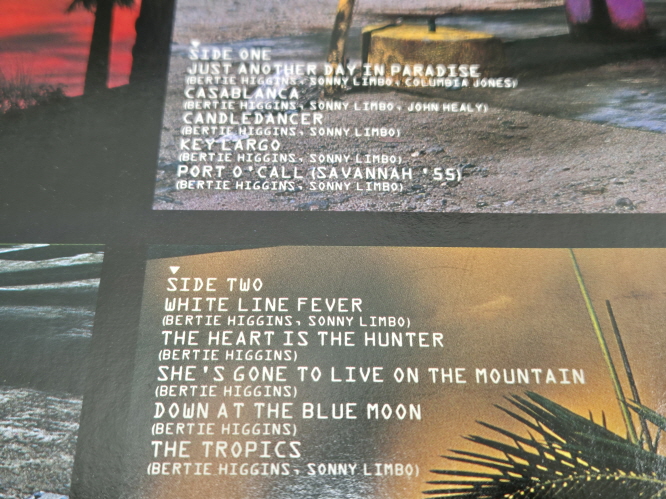 SIDE ONE
JUST ANOTHER DAY IN PARADISE
(BERTIE HIGGINS, SONNY LIMBO, COLUMBIA JONES)
CASABLANCA
(BERTIE HIGGINS, SONNY LIMBO, JOHN HEALY)
CANDLEDANCER
(BERTIE HIGGINS, SONNY LIMBO)
KEY LARGO
(BERTIE HIGGINS, SONNY LIMBO)
PORT O'CALL (SAVANNAH '55)
(BERTIE HIGGINS, SONNY LIMBO)
SIDE TWO
WHITE LINE FEVER
(BERTIE HIGGINS, SONNY LIMBO)
THE HEART IS THE HUNTER
(BERTIE HIGGINS)
SHE'S GONE TO LIVE ON THE MOUNTAIN
(BERTIE HIGGINS)
DOWN AT THE BLUE MOON
(BERTIE HIGGINS)
THE TROPICS
(BERTIE HIGGINS, SONNY LIMBO)